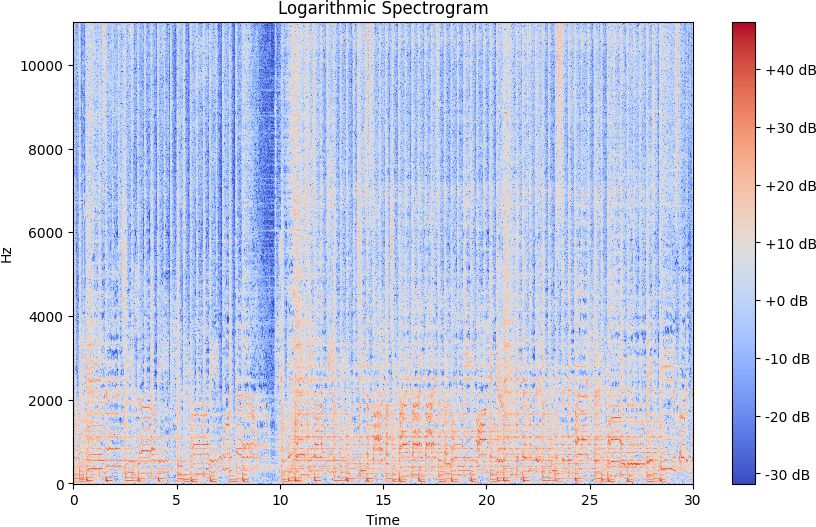 Logarithmic Spectrogram
10000
8000
6000
4000
2000
0
Hz
0 5 10 15 20 25 30
Time
+40 dB
+30 dB
+20 dB
+10 dB
+0 dB
-10 dB
-20 dB
-30 dB